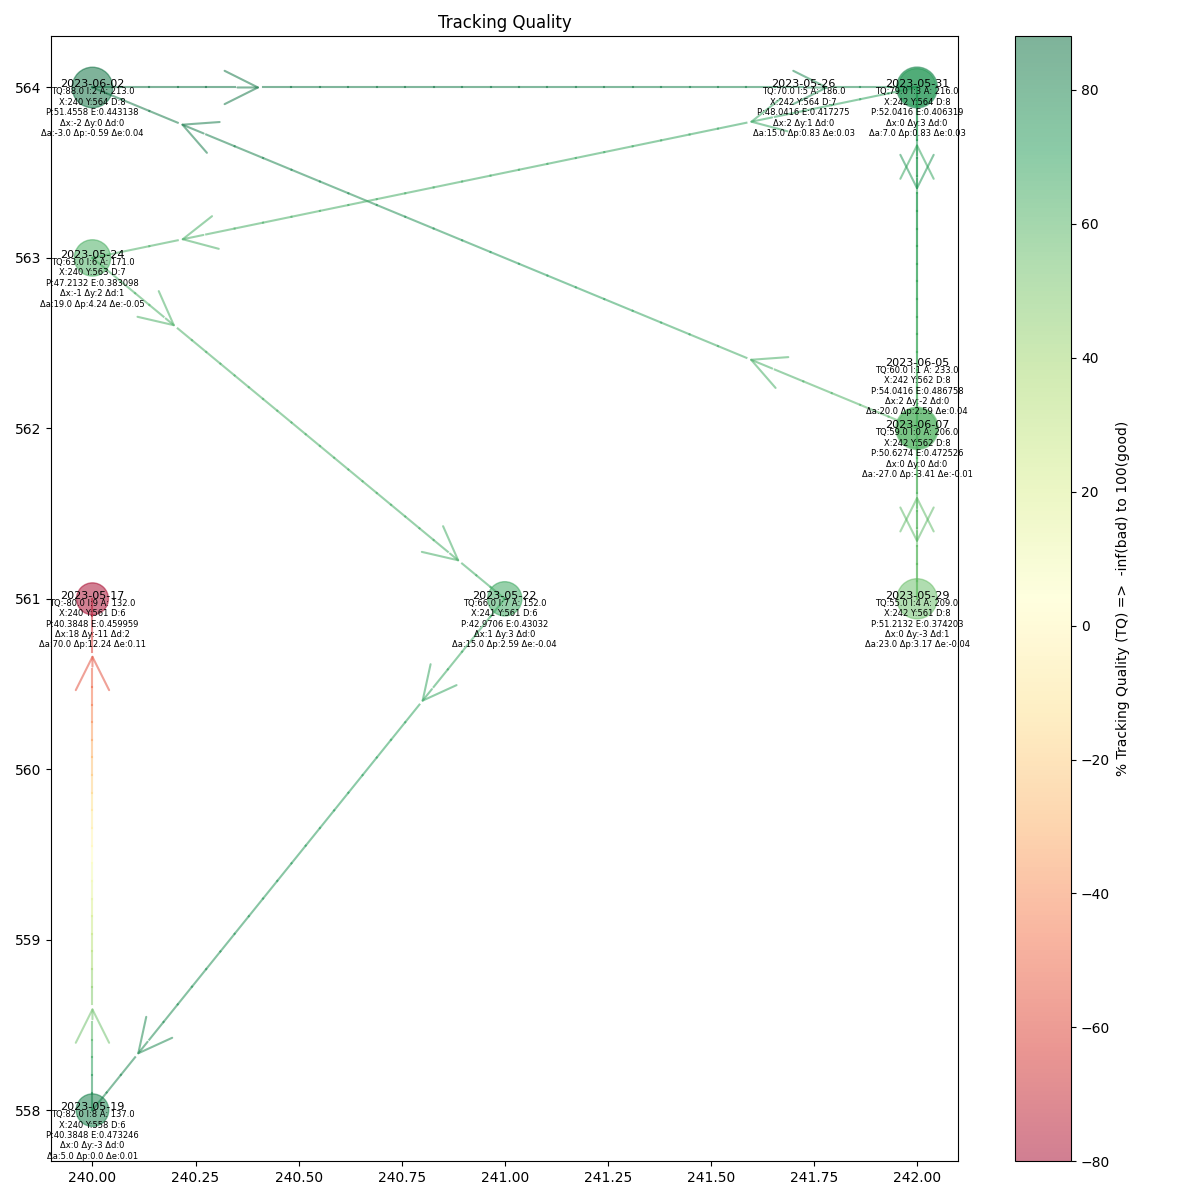 Tracking Quality
564
563
562
561
560
559
558
2023-06-02
TQ:88.0 I:2 A: 213.0
X:240 Y:564 D:8
P:51.4558 E:0.443138
Δx:-2 Δy:0 Δd:0
Δa:-3.0 Δp:-0.59 Δe:0.04
2023-05-26
TQ:70.0 I:5 A: 186.0
X:242 Y:564 D:7
P:48.0416 E:0.417275
Δx:2 Δy:1 Δd:0
Δa:15.0 Δp:0.83 Δe:0.03
2023-05-31
TQ:79.0 I:3 A: 216.0
X:242 Y:564 D:8
P:52.0416 E:0.406319
Δx:0 Δy:3 Δd:0
Δa:7.0 Δp:0.83 Δe:0.03
2023-05-24
TQ:63.0 I:6 A: 171.0
X:240 Y:563 D:7
P:47.2132 E:0.383098
Δx:-1 Δy:2 Δd:1
Δa:19.0 Δp:4.24 Δe:-0.05
2023-06-05
TQ:60.0 I:1 A: 233.0
X:242 Y:562 D:8
P:54.0416 E:0.486758
Δx:2 Δy:-2 Δd:0
Δa:20.0 Δp:2.59 Δe:0.04
2023-06-07
TQ:59.0 I:0 A: 206.0
X:242 Y:562 D:8
P:50.6274 E:0.472526
Δx:0 Δy:0 Δd:0
Δa:-27.0 Δp:-3.41 Δe:-0.01
2023-05-17
TQ:-80.0 I:9 A: 132.0
X:240 Y:561 D:6
P:40.3848 E:0.459959
Δx:18 Δy:-11 Δd:2
Δa:70.0 Δp:12.24 Δe:0.11
2023-05-22
TQ:66.0 I:7 A: 152.0
X:241 Y:561 D:6
P:42.9706 E:0.43032
Δx:1 Δy:3 Δd:0
Δa:15.0 Δp:2.59 Δe:-0.04
2023-05-29
TQ:55.0 I:4 A: 209.0
X:242 Y:561 D:8
P:51.2132 E:0.374203
Δx:0 Δy:-3 Δd:1
Δa:23.0 Δp:3.17 Δe:-0.04
2023-05-19
TQ:82.0 I:8 A: 137.0
X:240 Y:558 D:6
P:40.3848 E:0.473246
Δx:0 Δy:-3 Δd:0
Δa:5.0 Δp:0.0 Δe:0.01
240.00 240.25 240.50 240.75 241.00 241.25 241.50 241.75 242.00
80
60
40
20
0
−20
−40
−60
−80
% Tracking Quality (TQ) => -inf(bad) to 100(good)